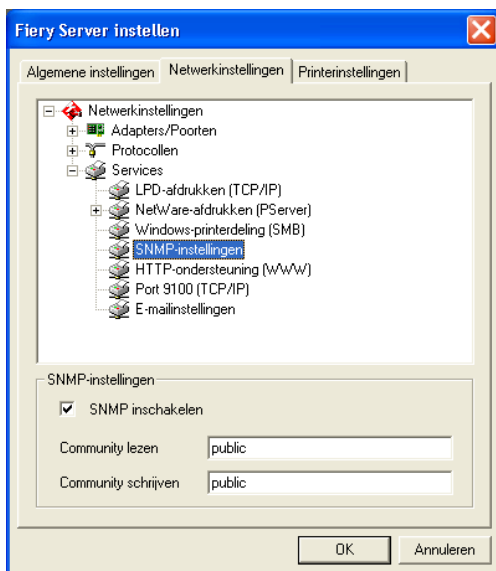 Fiery Server instellen
Algemene instellingen Netwerkinstellingen Printerinstellingen
Netwerkinstellingen
Adapters/Poorten
Protocollen
Services
LPD-afdrukken (TCP/IP)
NetWare-afdrukken (PServer)
Windows-printerdeling (SMB)
SNMP-instellingen
HTTP-ondersteuning (WWW)
Port 9100 (TCP/IP)
E-mailinstellingen
SNMP-instellingen
SNMP inschakelen
Community lezen public
Community schrijven public
OK Annuleren